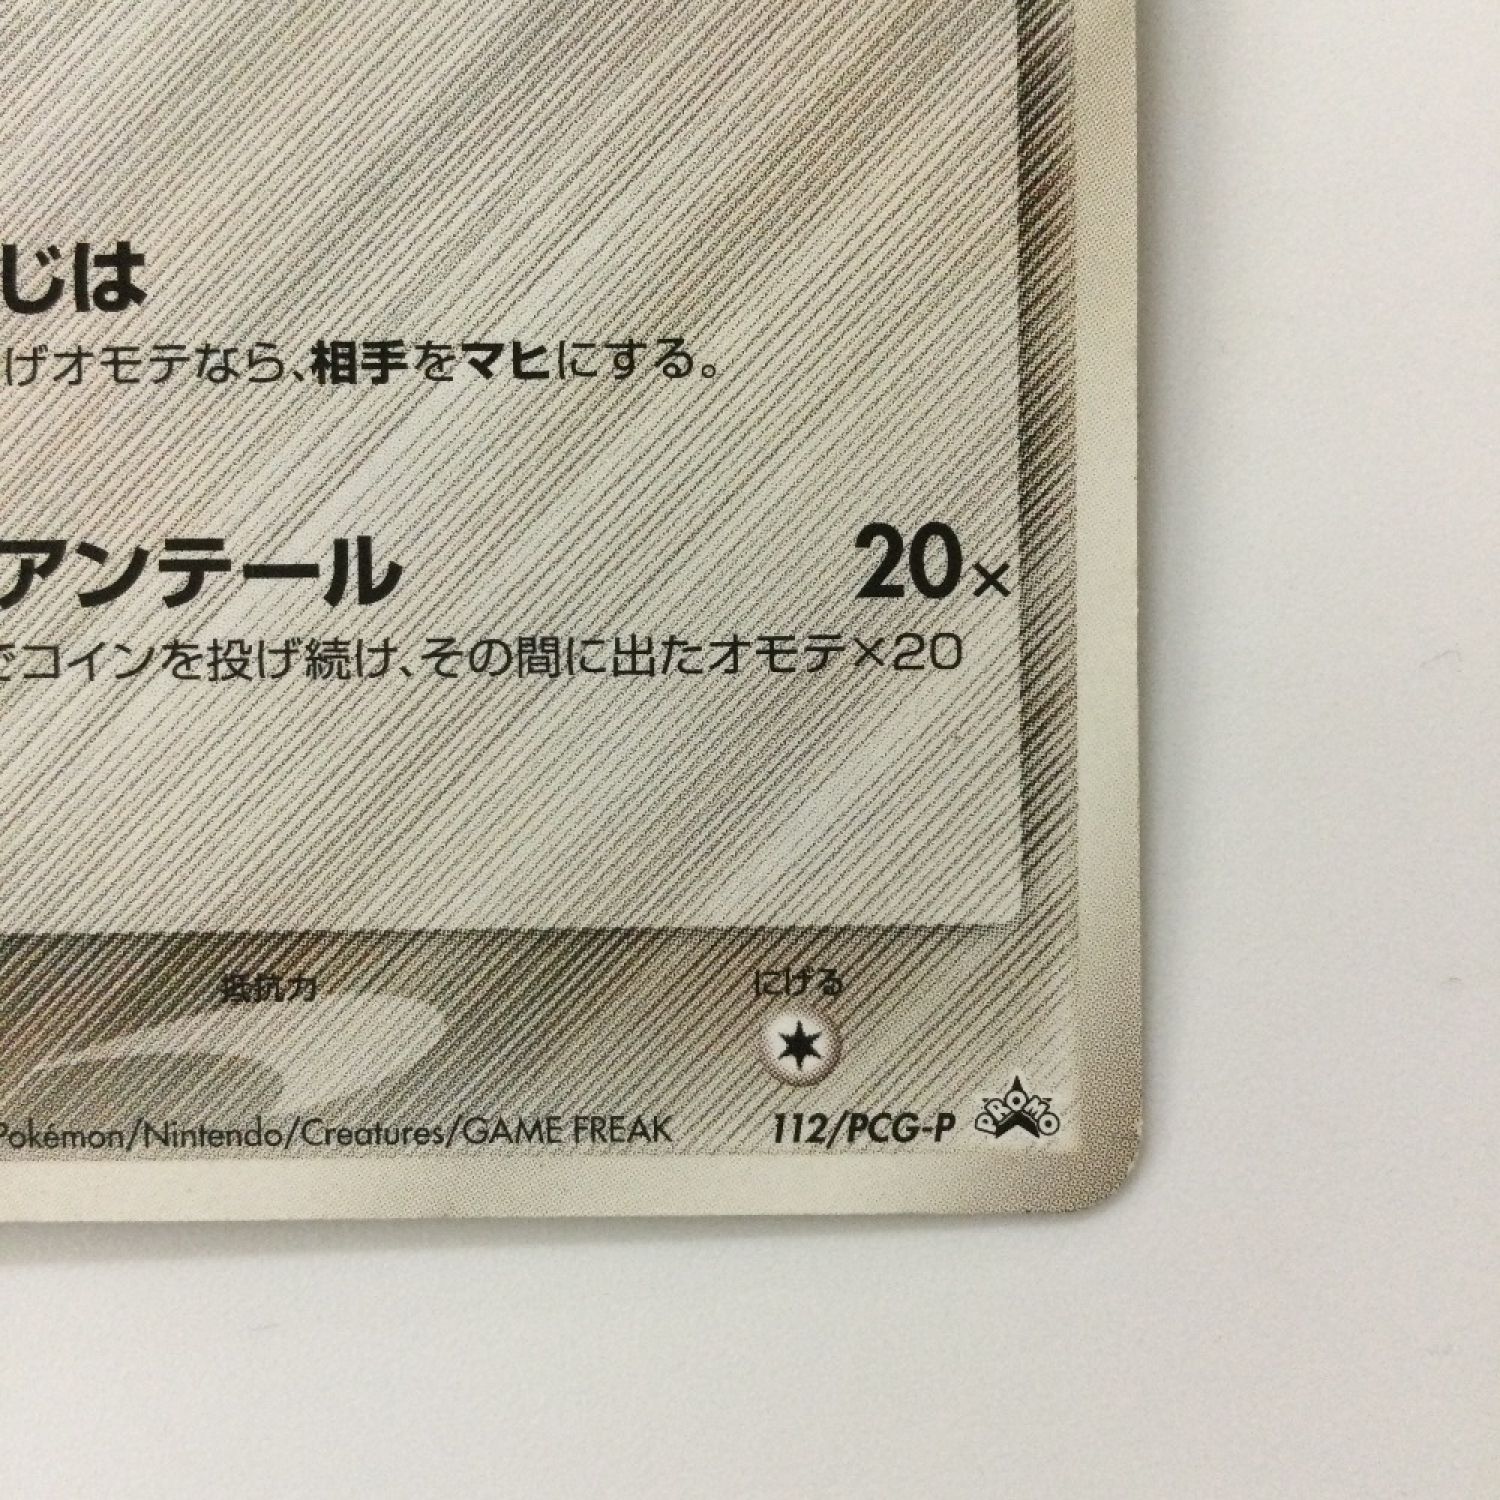 じは
げオモテなら、相手をマヒにする。
アンテール 20×
でコインを投げ続け、その間に出たオモテ×20
抵抗力 にげる
Pokémon/Nintendo/Creatures/GAME FREAK 112/PCG-P PROMO